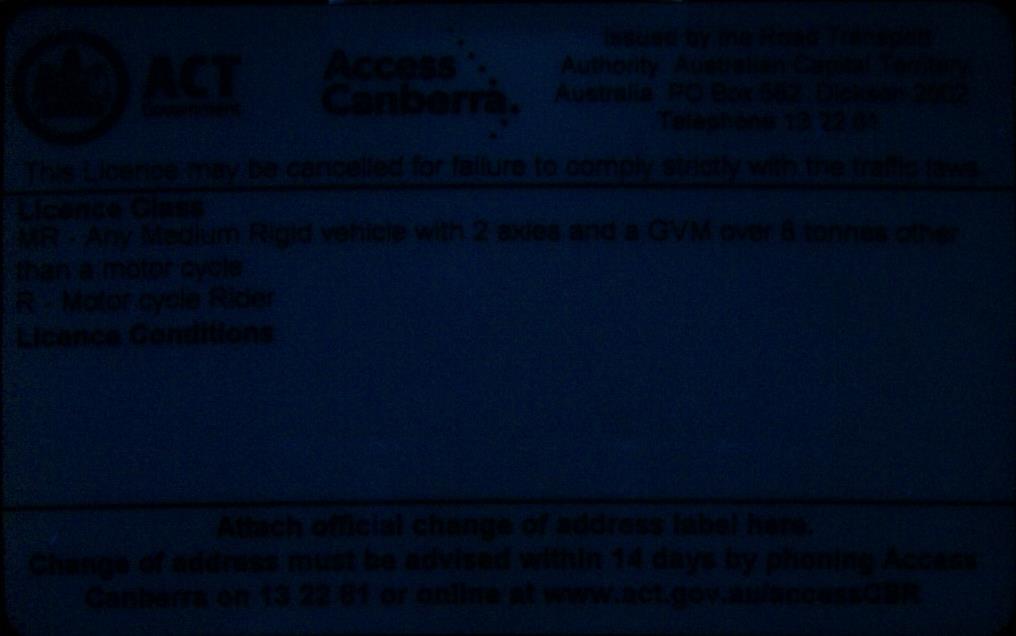 ACT
Government
Access
Canberra.
Issued by the Road Transport
Authority Australian Capital Territory,
Australia PO Box 582 Dickson 2602
Telephone 13 22 81
This Licence may be cancelled for failure to comply strictly with the traffic laws.
Licence Class
MR - Any Medium Rigid vehicle with 2 axles and a GVM over 8 tonnes other
than a motor cycle
R - Motor cycle Rider
Licence Conditions
Attach official change of address label here.
Change of address must be advised within 14 days by phoning Access
Canberra on 13 22 81 or online at www.act.gov.au/accessCBR